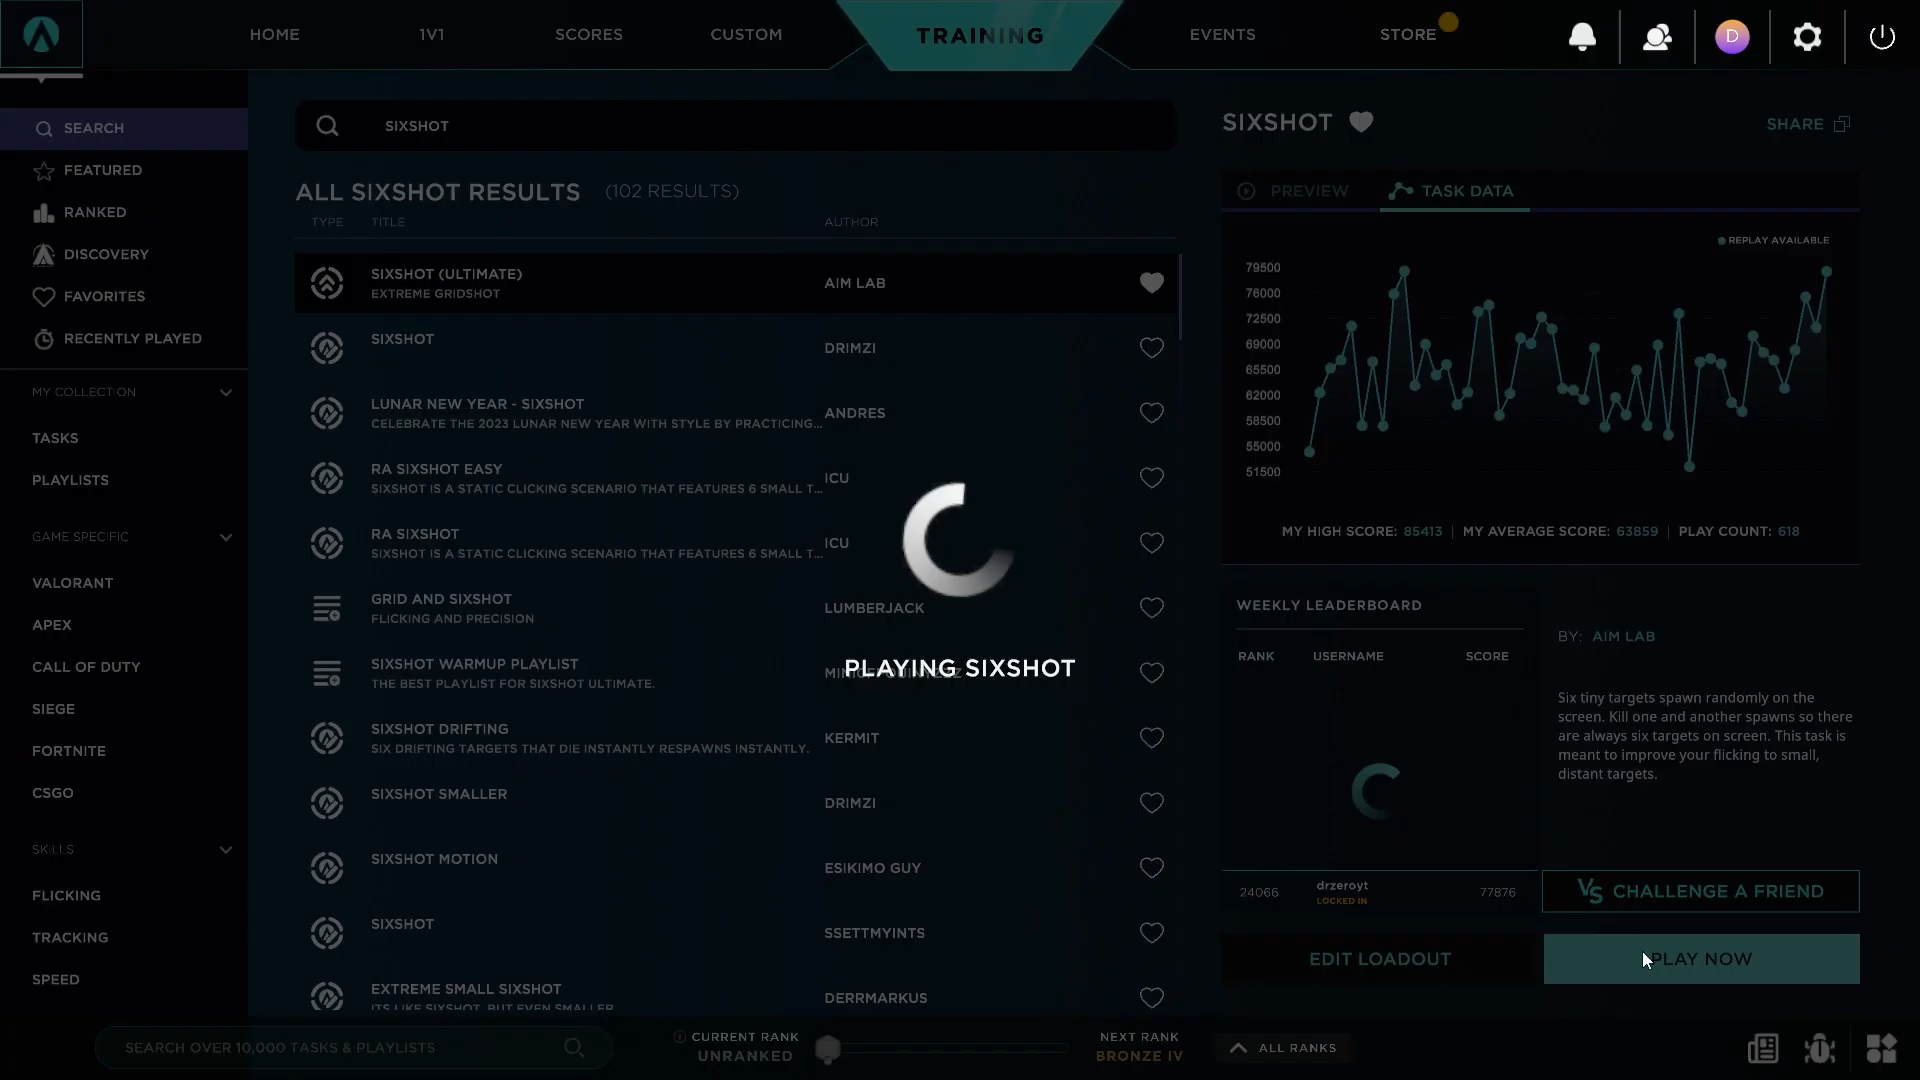 HOME
1V1
SCORES
CUSTOM
TRAINING
EVENTS
STORE
D
SEARCH
FEATURED
RANKED
DISCOVERY
FAVORITES
RECENTLY PLAYED
MY COLLECTION
TASKS
PLAYLISTS
GAME SPECIFIC
VALORANT
APEX
CALL OF DUTY
SIEGE
FORTNITE
CSGO
SKILLS
FLICKING
TRACKING
SPEED
SIXSHOT
ALL SIXSHOT RESULTS (102 RESULTS)
TYPE TITLE AUTHOR
SIXSHOT (ULTIMATE)
EXTREME GRIDSHOT
AIM LAB
SIXSHOT
DRIMZI
LUNAR NEW YEAR - SIXSHOT
CELEBRATE THE 2023 LUNAR NEW YEAR WITH STYLE BY PRACTICING...
ANDRES
RA SIXSHOT EASY
SIXSHOT IS A STATIC CLICKING SCENARIO THAT FEATURES 6 SMALL T...
ICU
RA SIXSHOT
SIXSHOT IS A STATIC CLICKING SCENARIO THAT FEATURES 6 SMALL T...
ICU
GRID AND SIXSHOT
FLICKING AND PRECISION
LUMBERJACK
SIXSHOT WARMUP PLAYLIST
THE BEST PLAYLIST FOR SIXSHOT ULTIMATE.
PLAYING SIXSHOT
SIXSHOT DRIFTING
SIX DRIFTING TARGETS THAT DIE INSTANTLY RESPAWNS INSTANTLY.
KERMIT
SIXSHOT SMALLER
DRIMZI
SIXSHOT MOTION
ESIKIMO GUY
SIXSHOT
SSETTMYINTS
EXTREME SMALL SIXSHOT
ITS LIKE SIXSHOT, BUT EVEN SMALLER
DERRMARKUS
SIXSHOT
SHARE
PREVIEW
TASK DATA
REPLAY AVAILABLE
79500
76000
72500
69000
65500
62000
58500
55000
51500
MY HIGH SCORE: 85413 | MY AVERAGE SCORE: 63859 | PLAY COUNT: 618
WEEKLY LEADERBOARD
RANK USERNAME SCORE
24066 drzeroyt 77876
LOCKED IN
BY: AIM LAB
Six tiny targets spawn randomly on the
screen. Kill one and another spawns so there
are always six targets on screen. This task is
meant to improve your flicking to small,
distant targets.
VS CHALLENGE A FRIEND
EDIT LOADOUT
PLAY NOW
SEARCH OVER 10,000 TASKS & PLAYLISTS
CURRENT RANK
UNRANKED
NEXT RANK
BRONZE IV
ALL RANKS